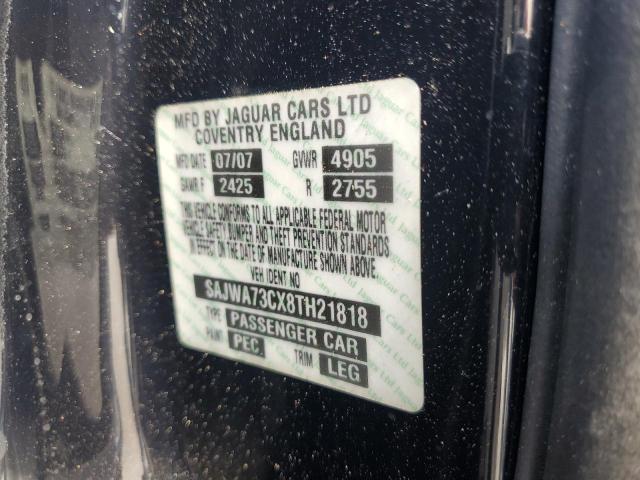 MFD BY JAGUAR CARS LTD
COVENTRY ENGLAND
MFD DATE 07/07 GVWR 4905
GAWR F 2425 R 2755
THIS VEHICLE CONFORMS TO ALL APPLICABLE FEDERAL MOTOR
VEHICLE SAFETY BUMPER AND THEFT PREVENTION STANDARDS
IN EFFECT ON THE DATE OF MANUFACTURE SHOWN ABOVE.
VEH IDENT NO
SAJWA73CX8TH21818
TYPE PASSENGER CAR
PAINT PEC. TRIM LEG